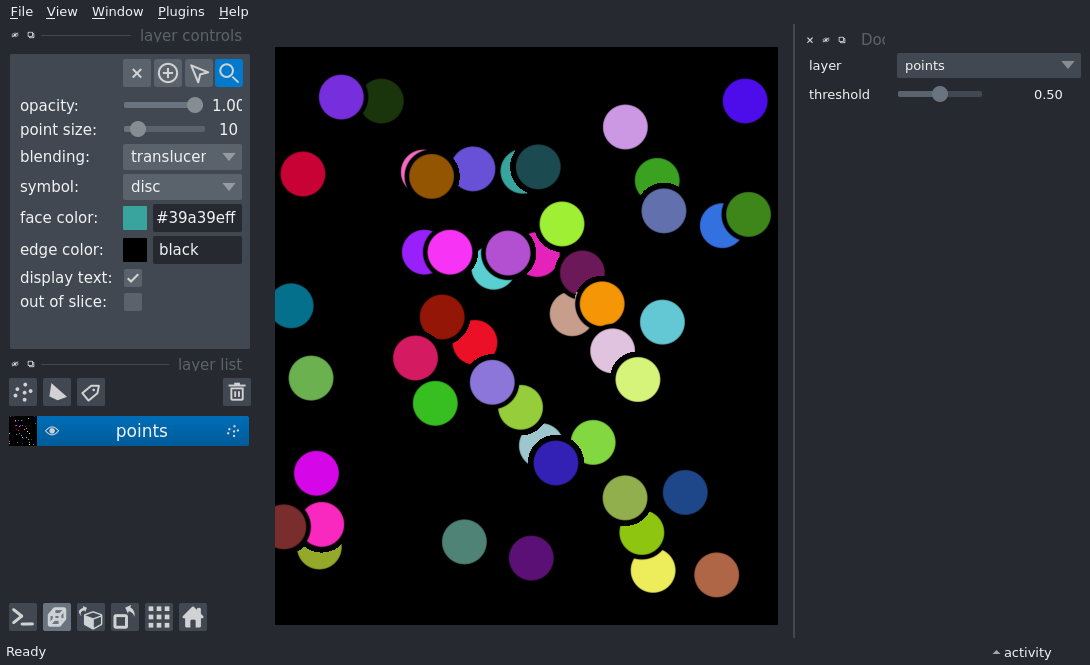 File View Window Plugins Help
layer controls
opacity: 1.00
point size: 10
blending: translucer
symbol: disc
face color: #39a39eff
edge color: black
display text:
out of slice:
layer list
points
Doc
layer points
threshold 0.50
Ready
activity